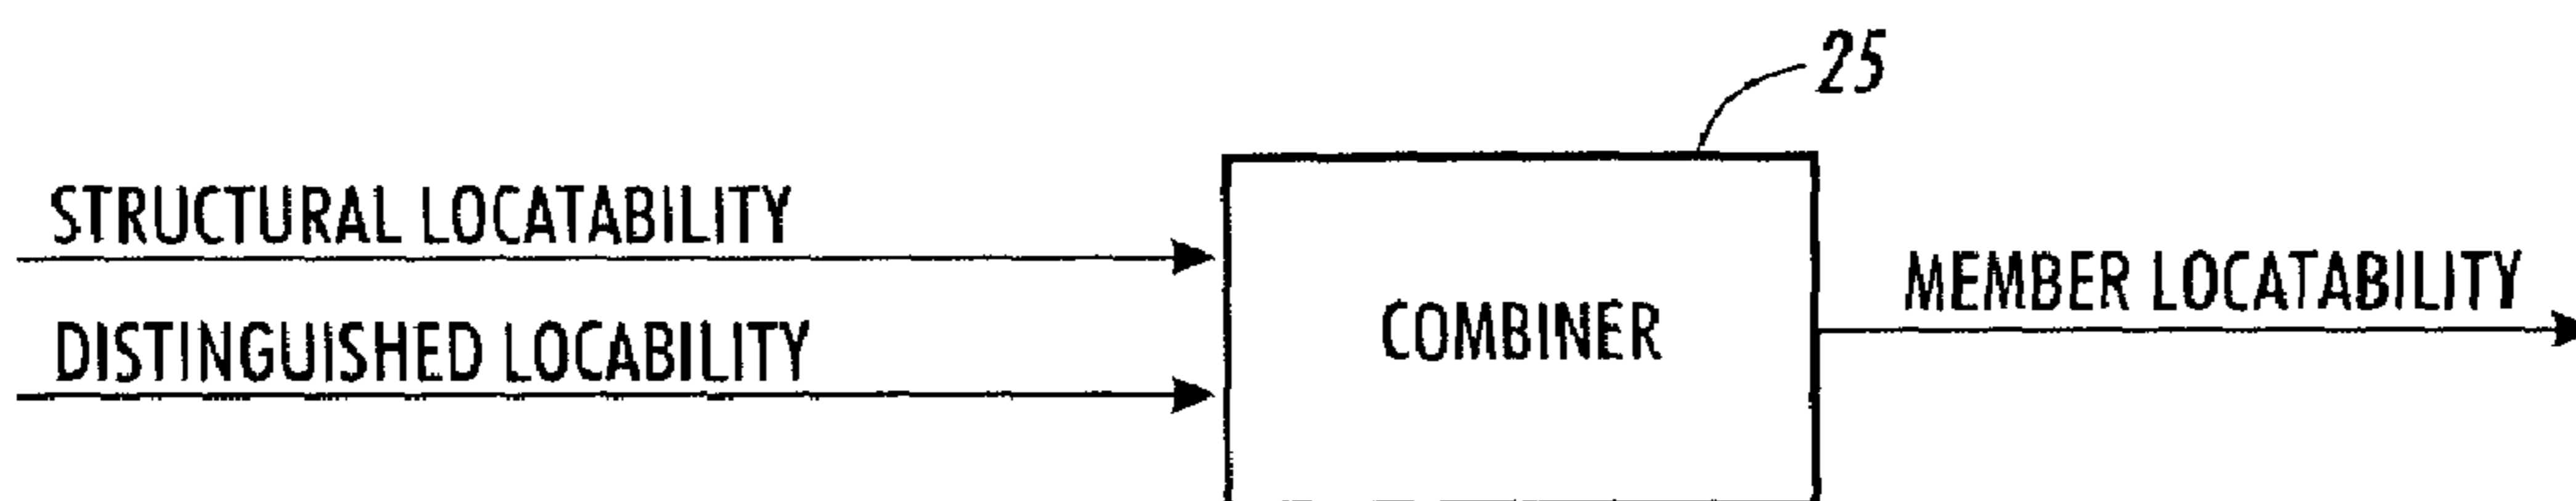 25
STRUCTURAL LOCATABILITY
DISTINGUISHED LOCABILITY
COMBINER
MEMBER LOCATABILITY